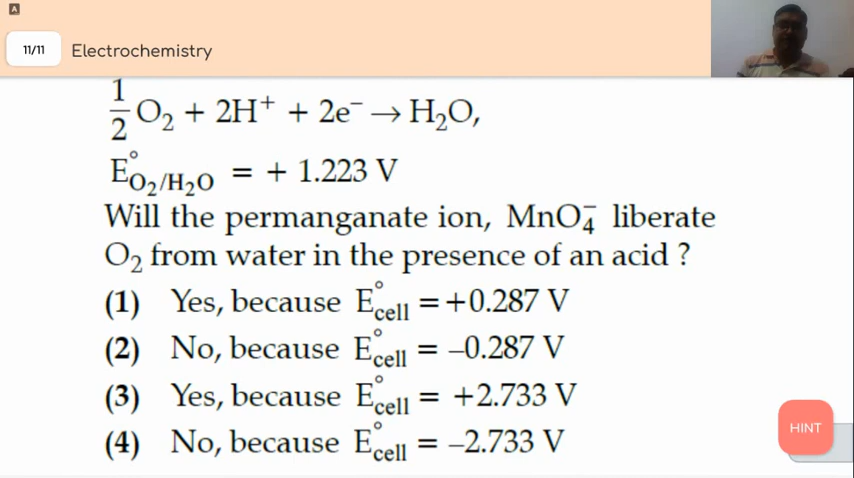 A
11/11 Electrochemistry
1/2 O₂ + 2H⁺ + 2e⁻ → H₂O,
E°O₂/H₂O = + 1.223 V
Will the permanganate ion, MnO₄⁻ liberate
O₂ from water in the presence of an acid ?
(1) Yes, because E°cell = +0.287 V
(2) No, because E°cell = –0.287 V
(3) Yes, because E°cell = +2.733 V
(4) No, because E°cell = –2.733 V
HINT